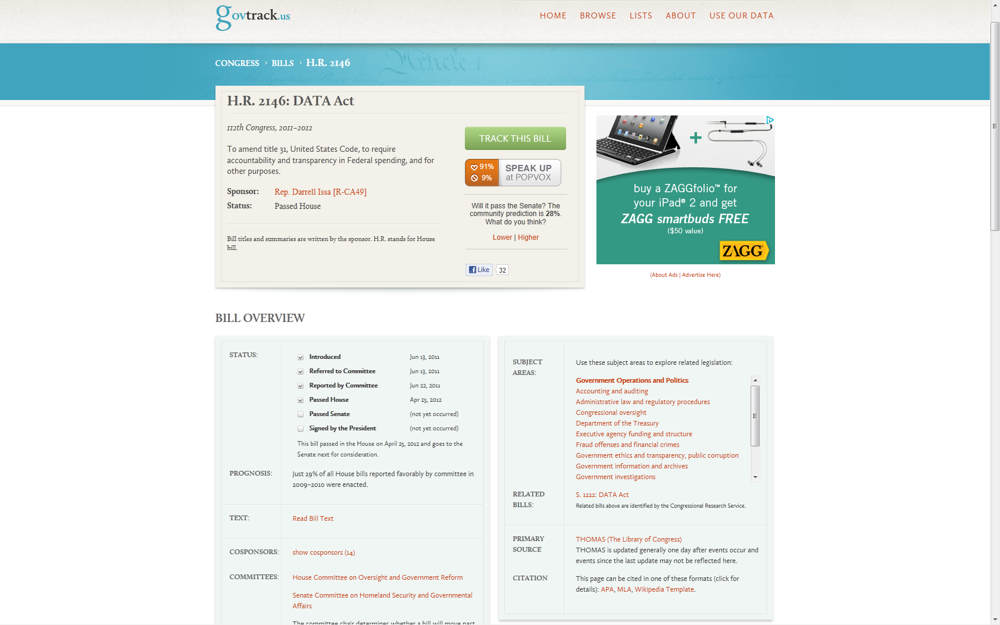 govtrack.us
HOME BROWSE LISTS ABOUT USE OUR DATA
CONGRESS › BILLS › H.R. 2146
Article 1
H.R. 2146: DATA Act
112th Congress, 2011–2012
To amend title 31, United States Code, to require
accountability and transparency in Federal spending, and for
other purposes.
Sponsor: Rep. Darrell Issa [R-CA49]
Status: Passed House
Bill titles and summaries are written by the sponsor. H.R. stands for House
bill.
TRACK THIS BILL
91%
9%
SPEAK UP
at POPVOX
Will it pass the Senate? The
community prediction is 28%.
What do you think?
Lower | Higher
Like 32
+
buy a ZAGGfolio™ for
your iPad® 2 and get
ZAGG smartbuds FREE
($50 value)
ZAGG
(About Ads | Advertise Here)
BILL OVERVIEW
STATUS:
Introduced Jun 13, 2011
Referred to Committee Jun 13, 2011
Reported by Committee Jun 22, 2011
Passed House Apr 25, 2012
Passed Senate (not yet occurred)
Signed by the President (not yet occurred)
This bill passed in the House on April 25, 2012 and goes to the
Senate next for consideration.
PROGNOSIS: Just 29% of all House bills reported favorably by committee in
2009–2010 were enacted.
TEXT: Read Bill Text
COSPONSORS: show cosponsors (14)
COMMITTEES: House Committee on Oversight and Government Reform
Senate Committee on Homeland Security and Governmental
Affairs
The committee chair determines whether a bill will move past
SUBJECT
AREAS:
Use these subject areas to explore related legislation:
Government Operations and Politics
Accounting and auditing
Administrative law and regulatory procedures
Congressional oversight
Department of the Treasury
Executive agency funding and structure
Fraud offenses and financial crimes
Government ethics and transparency, public corruption
Government information and archives
Government investigations
RELATED
BILLS:
S. 1222: DATA Act
Related bills above are identified by the Congressional Research Service.
PRIMARY
SOURCE
THOMAS (The Library of Congress)
THOMAS is updated generally one day after events occur and
events since the last update may not be reflected here.
CITATION
This page can be cited in one of these formats (click for
details): APA, MLA, Wikipedia Template.